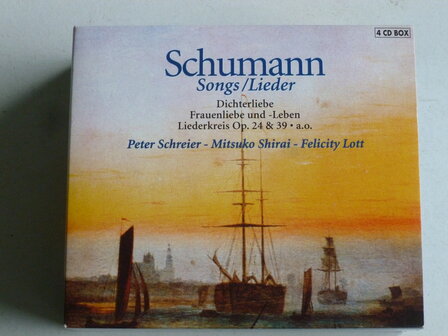 4 CD BOX
Schumann
Songs/Lieder
Dichterliebe
Frauenliebe und -Leben
Liederkreis Op. 24 & 39 • a.o.
Peter Schreier - Mitsuko Shirai - Felicity Lott